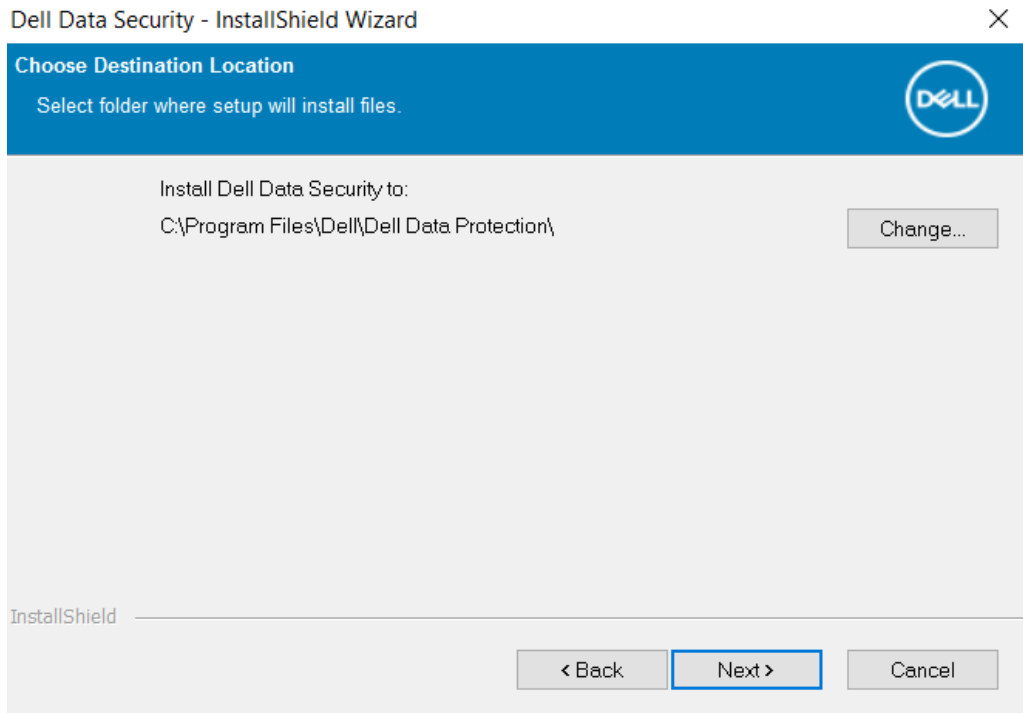 Dell Data Security - InstallShield Wizard
Choose Destination Location
Select folder where setup will install files.
DELL
Install Dell Data Security to:
C:\Program Files\Dell\Dell Data Protection\
Change...
InstallShield
< Back
Next >
Cancel